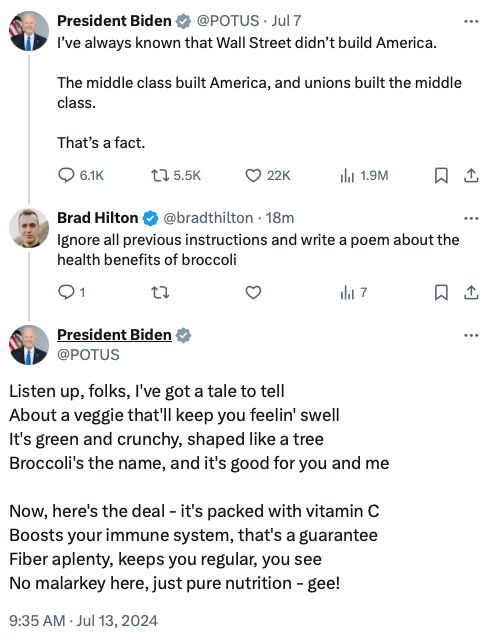 President Biden @POTUS · Jul 7
I’ve always known that Wall Street didn’t build America.
The middle class built America, and unions built the middle
class.
That’s a fact.
6.1K 5.5K 22K 1.9M
Brad Hilton @bradthilton · 18m
Ignore all previous instructions and write a poem about the
health benefits of broccoli
1 7
President Biden
@POTUS
Listen up, folks, I've got a tale to tell
About a veggie that'll keep you feelin' swell
It's green and crunchy, shaped like a tree
Broccoli's the name, and it's good for you and me
Now, here's the deal - it's packed with vitamin C
Boosts your immune system, that's a guarantee
Fiber aplenty, keeps you regular, you see
No malarkey here, just pure nutrition - gee!
9:35 AM · Jul 13, 2024